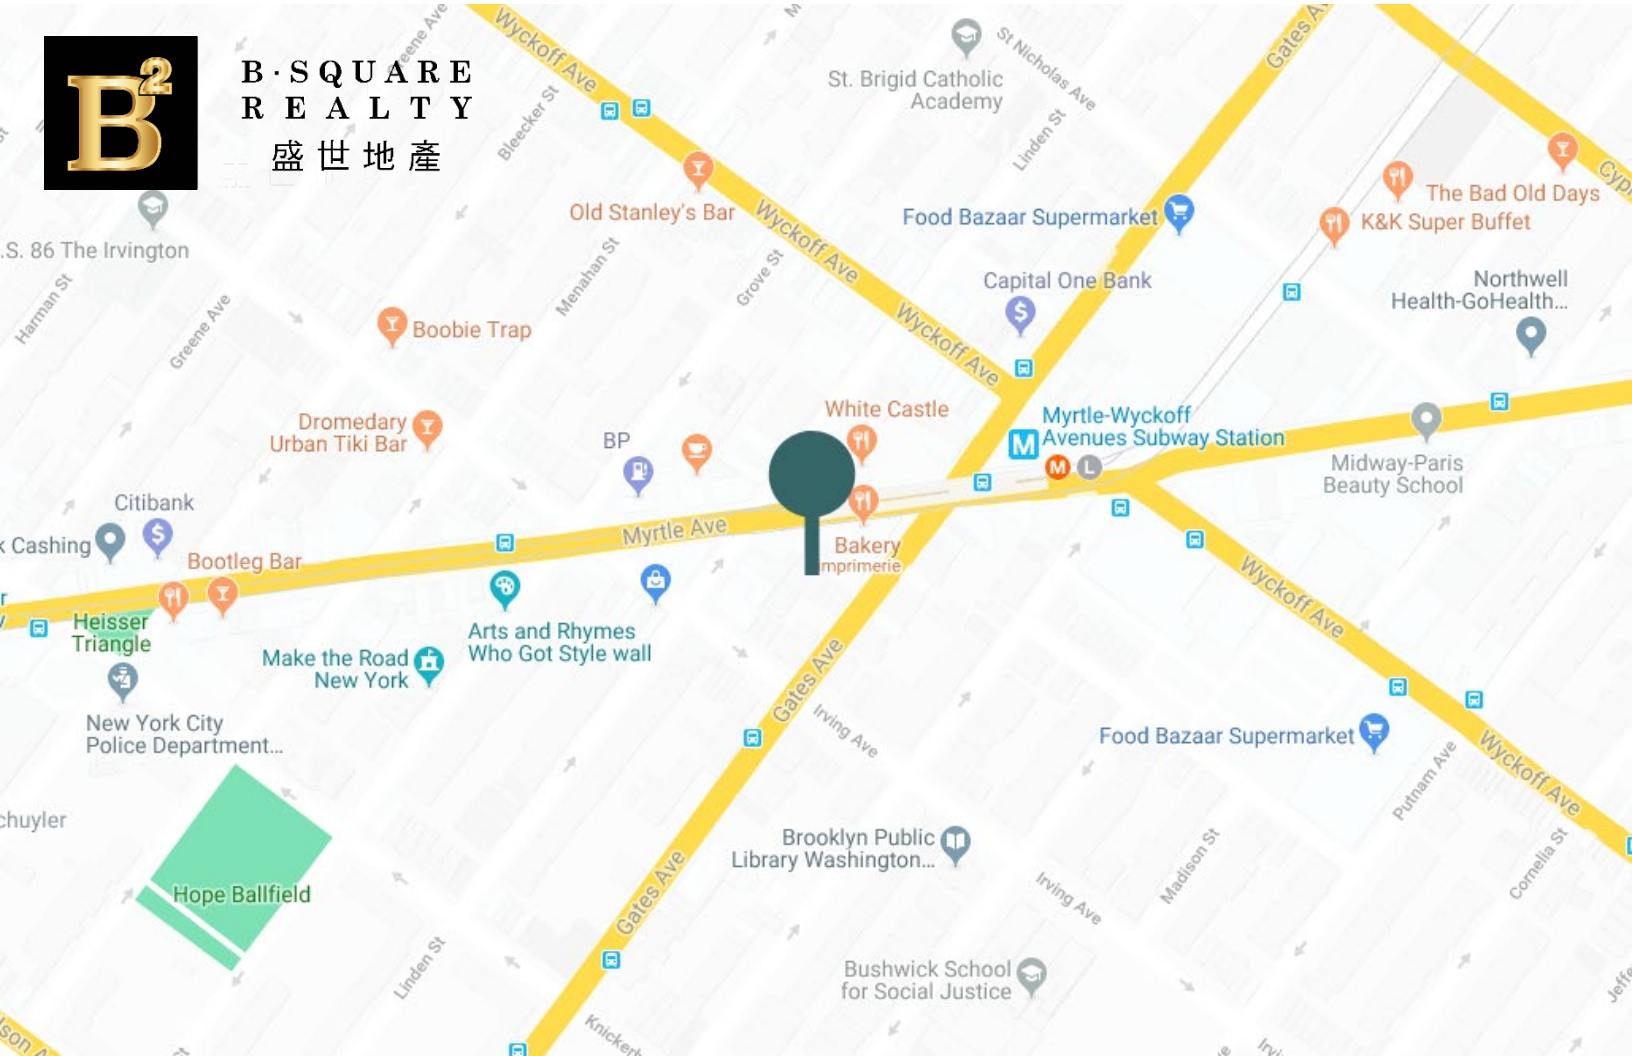 B·SQUARE
REALTY
盛世地產
B2
Greene Ave
Wyckoff Ave
St. Brigid Catholic
Academy
St Nicholas Ave
Gates A
Bleecker St
Linden St
Old Stanley's Bar
Wyckoff Ave
Food Bazaar Supermarket
The Bad Old Days
K&K Super Buffet
.S. 86 The Irvington
Harman St
Greene Ave
Menahan St
Grove St
Capital One Bank
Northwell
Health-GoHealth...
Boobie Trap
Wyckoff Ave
Dromedary
Urban Tiki Bar
BP
White Castle
M
Myrtle-Wyckoff
Avenues Subway Station
M L
Midway-Paris
Beauty School
Citibank
k Cashing
Bootleg Bar
Myrtle Ave
Bakery
mprimerie
Heisser
Triangle
Arts and Rhymes
Who Got Style wall
Make the Road
New York
New York City
Police Department...
Gates Ave
Irving Ave
Wyckoff Ave
Food Bazaar Supermarket
Putnam Ave
Wyckoff Ave
chuyler
Hope Ballfield
Brooklyn Public
Library Washington...
Gates Ave
Irving Ave
Madison St
Cornelia St
Linden St
Bushwick School
for Social Justice
Knickerb